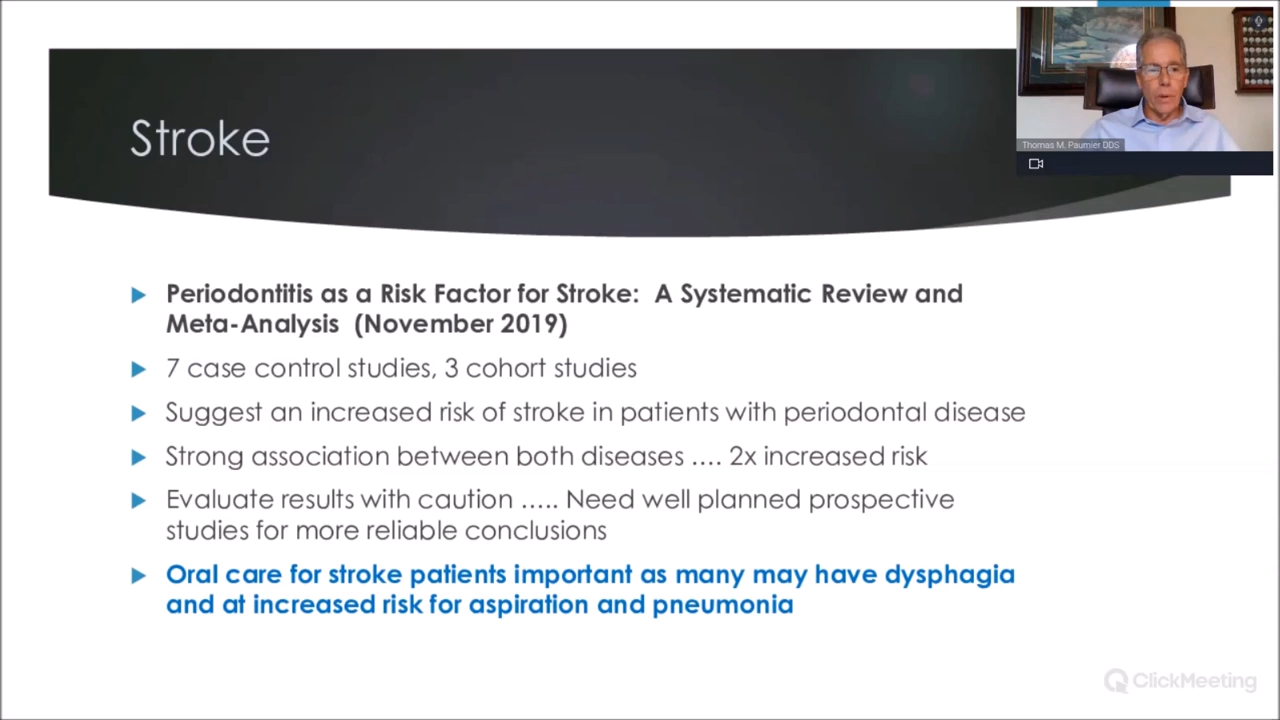 Stroke
Thomas M. Paumier DDS
Periodontitis as a Risk Factor for Stroke: A Systematic Review and
Meta-Analysis (November 2019)
7 case control studies, 3 cohort studies
Suggest an increased risk of stroke in patients with periodontal disease
Strong association between both diseases .... 2x increased risk
Evaluate results with caution ..... Need well planned prospective
studies for more reliable conclusions
Oral care for stroke patients important as many may have dysphagia
and at increased risk for aspiration and pneumonia
ClickMeeting